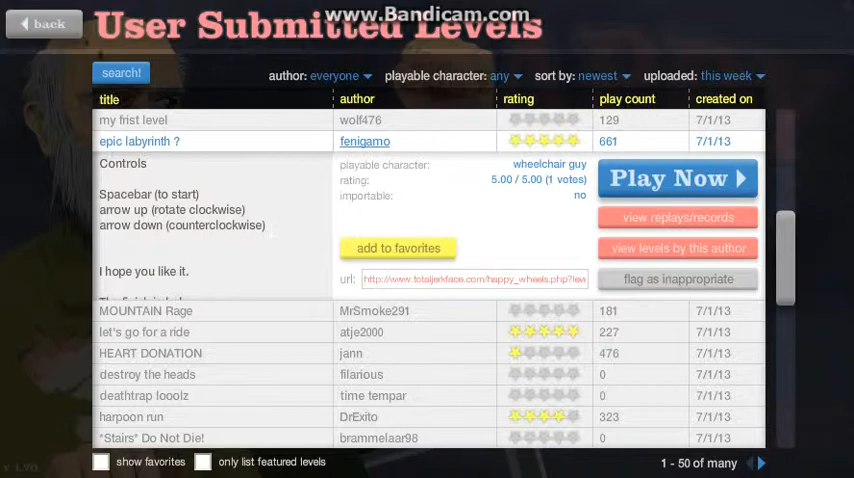 www.Bandicam.com
back
User Submitted Levels
search!
author: everyone playable character: any sort by: newest uploaded: this week
title author rating play count created on
my frist level wolf476 129 7/1/13
epic labyrinth ? fenigamo 661 7/1/13
Controls
Spacebar (to start)
arrow up (rotate clockwise)
arrow down (counterclockwise)
I hope you like it.
playable character: wheelchair guy
rating: 5.00 / 5.00 (1 votes)
importable: no
add to favorites
url: http://www.totaljerkface.com/happy_wheels.php?lev
Play Now
view replays/records
view levels by this author
flag as inappropriate
MOUNTAIN Rage MrSmoke291 181 7/1/13
let's go for a ride atje2000 227 7/1/13
HEART DONATION jann 476 7/1/13
destroy the heads filarious 0 7/1/13
deathtrap looolz time tempar 0 7/1/13
harpoon run DrExito 323 7/1/13
*Stairs* Do Not Die! brammelaar98 0 7/1/13
show favorites only list featured levels 1 - 50 of many